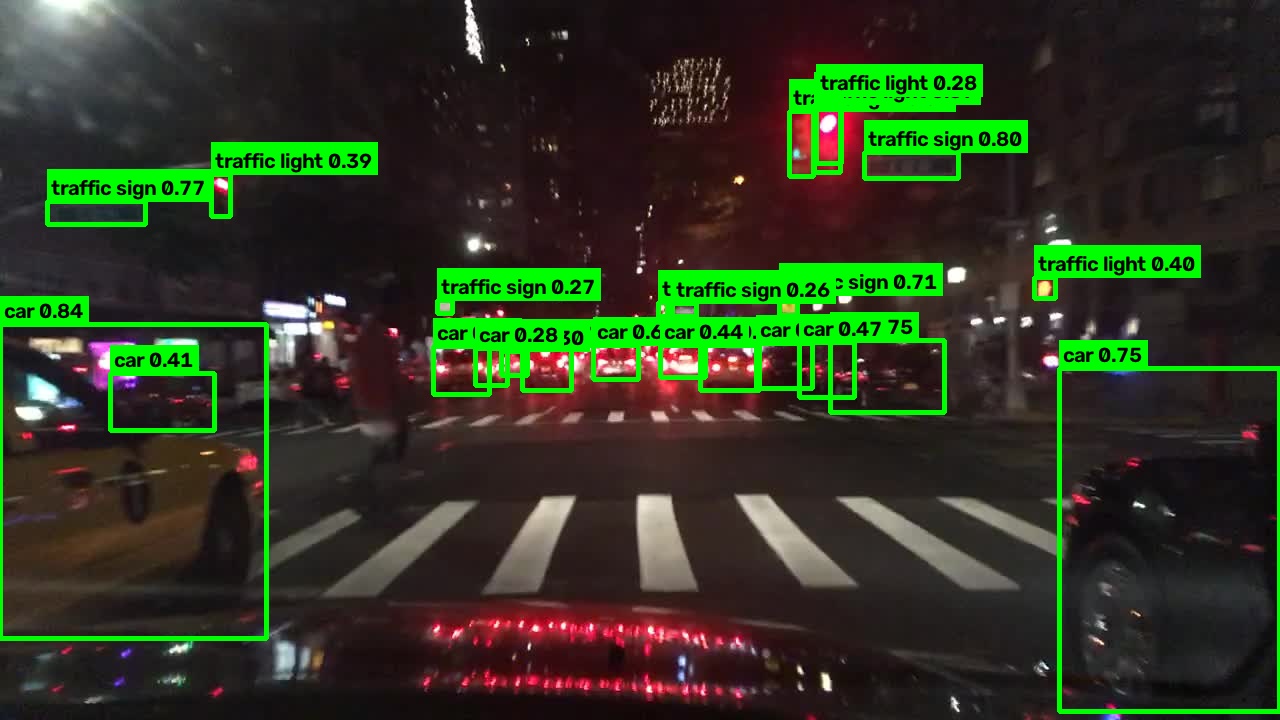 traffic light 0.28
traffic sign 0.80
traffic light 0.39
traffic sign 0.77
traffic light 0.40
traffic sign 0.27
traffic sign 0.26
sign 0.71
car 0.84
car 0.28
car 0.44
car 0.47
75
car 0.41
car 0.75